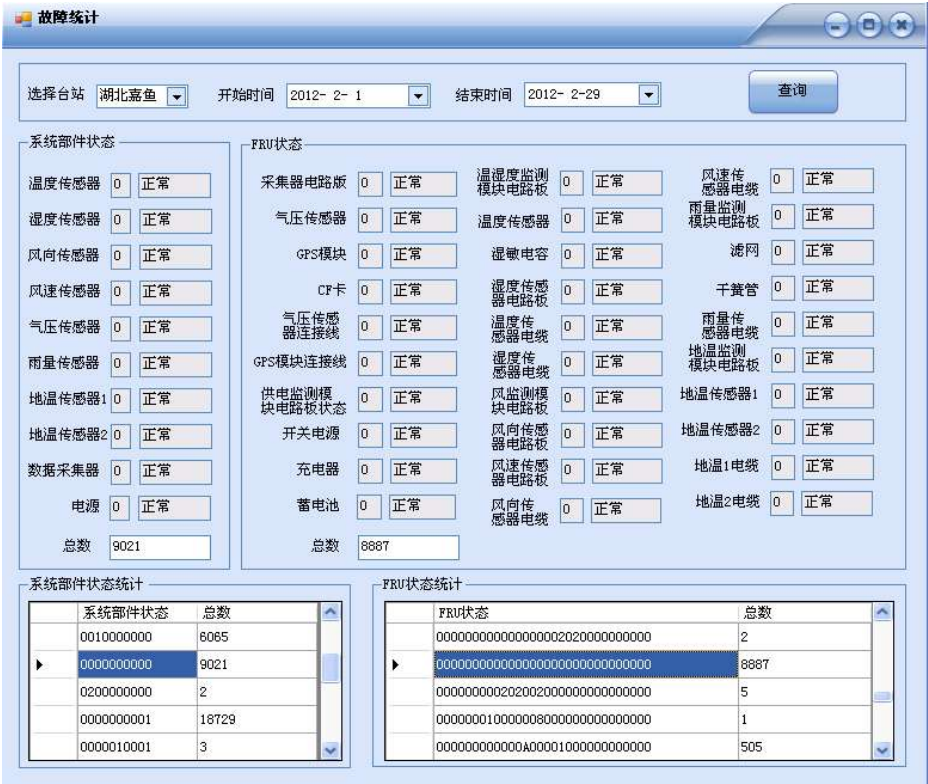 故障统计
选择台站 湖北嘉鱼 开始时间 2012- 2- 1 结束时间 2012- 2-29 查询
系统部件状态
温度传感器 0 正常
湿度传感器 0 正常
风向传感器 0 正常
风速传感器 0 正常
气压传感器 0 正常
雨量传感器 0 正常
地温传感器1 0 正常
地温传感器2 0 正常
数据采集器 0 正常
电源 0 正常
总数 9021
FRU状态
采集器电路版 0 正常
气压传感器 0 正常
GPS模块 0 正常
CF卡 0 正常
气压传感
器连接线 0 正常
GPS模块连接线 0 正常
供电监测模
块电路板状态 0 正常
开关电源 0 正常
充电器 0 正常
蓄电池 0 正常
总数 8887
温湿度监测
模块电路板 0 正常
温度传感器 0 正常
湿敏电容 0 正常
湿度传感
器电路板 0 正常
温度传
感器电缆 0 正常
湿度传
感器电缆 0 正常
风监测模
块电路板 0 正常
风向传感
器电路板 0 正常
风速传感
器电路板 0 正常
风向传
感器电缆 0 正常
风速传
感器电缆 0 正常
雨量监测
模块电路板 0 正常
滤网 0 正常
干簧管 0 正常
雨量传
感器电缆 0 正常
地温监测
模块电路板 0 正常
地温传感器1 0 正常
地温传感器2 0 正常
地温1电缆 0 正常
地温2电缆 0 正常
系统部件状态统计
系统部件状态 总数
0010000000 6065
0000000000 9021
0200000000 2
0000000001 18729
0000010001 3
FRU状态统计
FRU状态 总数
000000000000000002020000000000 2
000000000000000000000000000000 8887
000000000202002000000000000000 5
000000010000008000000000000000 1
000000000000A00001000000000000 505